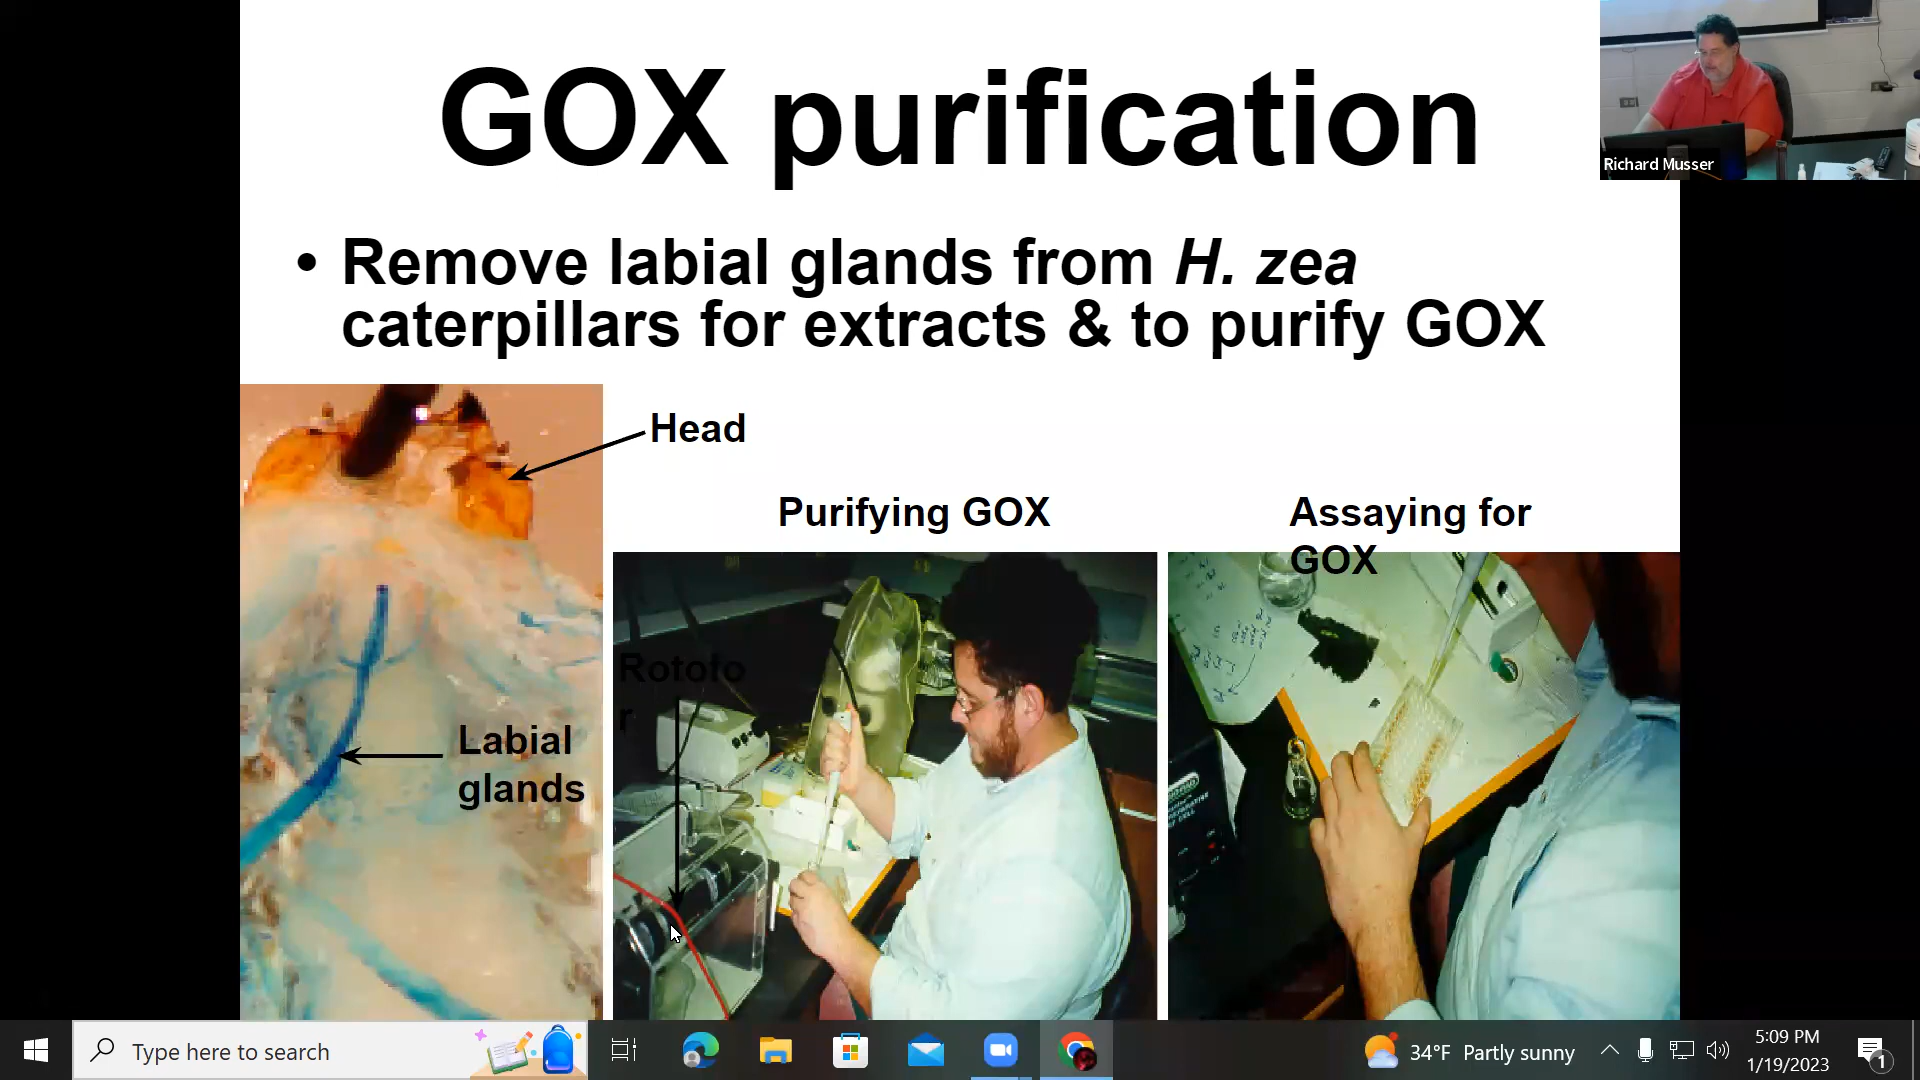 GOX purification
• Remove labial glands from H. zea
caterpillars for extracts & to purify GOX
Head
Purifying GOX
Assaying for
GOX
Rotofo
r
Labial
glands
Richard Musser
Type here to search
34°F Partly sunny
5:09 PM
1/19/2023
1